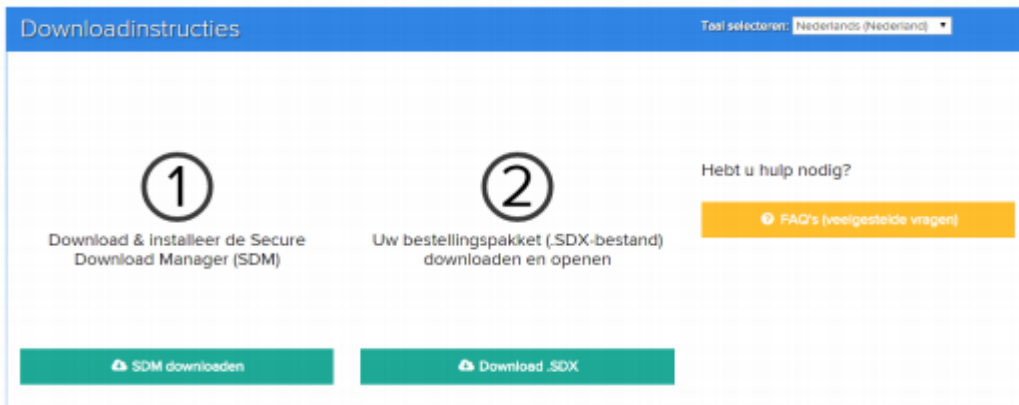 Downloadinstructies
Taal selecteren: Nederlands (Nederland)
1
Download & installeer de Secure
Download Manager (SDM)
SDM downloaden
2
Uw bestellingspakket (.SDX-bestand)
downloaden en openen
Download .SDX
Hebt u hulp nodig?
FAQ's (veelgestelde vragen)